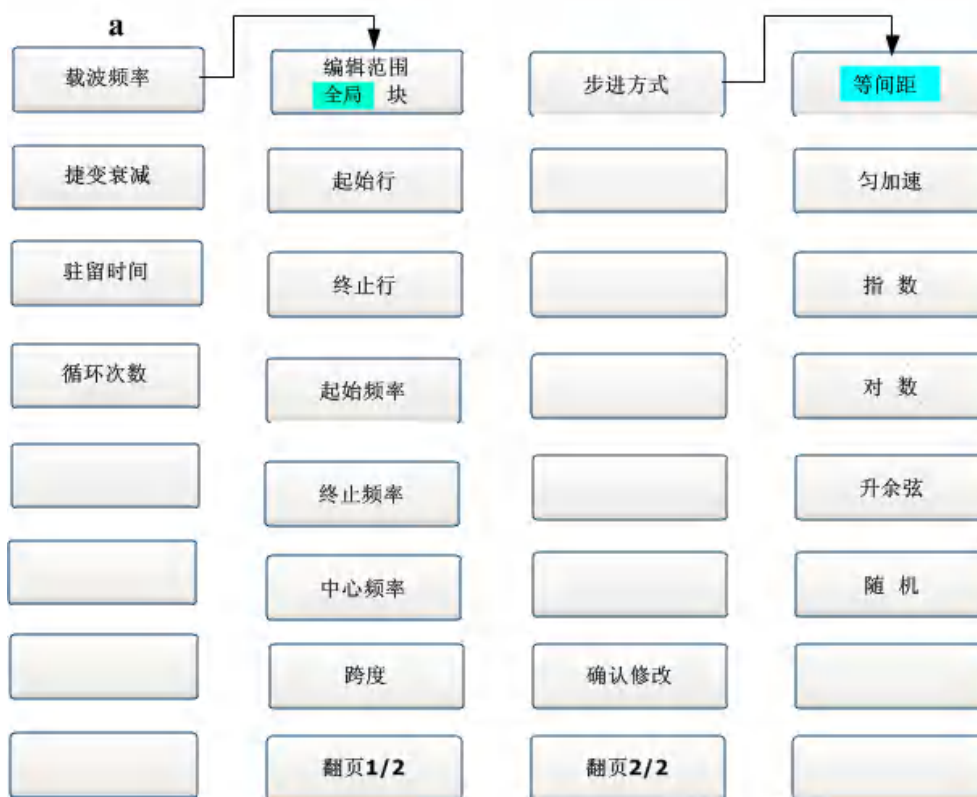 a
载波频率
捷变衰减
驻留时间
循环次数
编辑范围
全局 块
起始行
终止行
起始频率
终止频率
中心频率
跨度
翻页1/2
步进方式
确认修改
翻页2/2
等间距
匀加速
指 数
对 数
升余弦
随 机